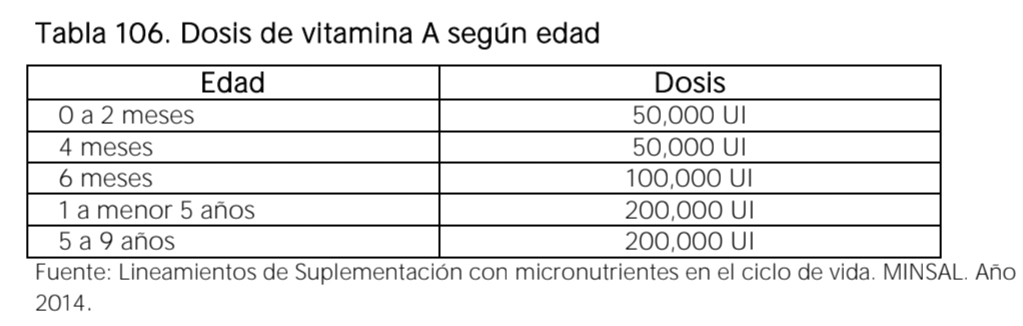 Tabla 106. Dosis de vitamina A según edad
Edad Dosis
0 a 2 meses 50,000 UI
4 meses 50,000 UI
6 meses 100,000 UI
1 a menor 5 años 200,000 UI
5 a 9 años 200,000 UI
Fuente: Lineamientos de Suplementación con micronutrientes en el ciclo de vida. MINSAL. Año
2014.